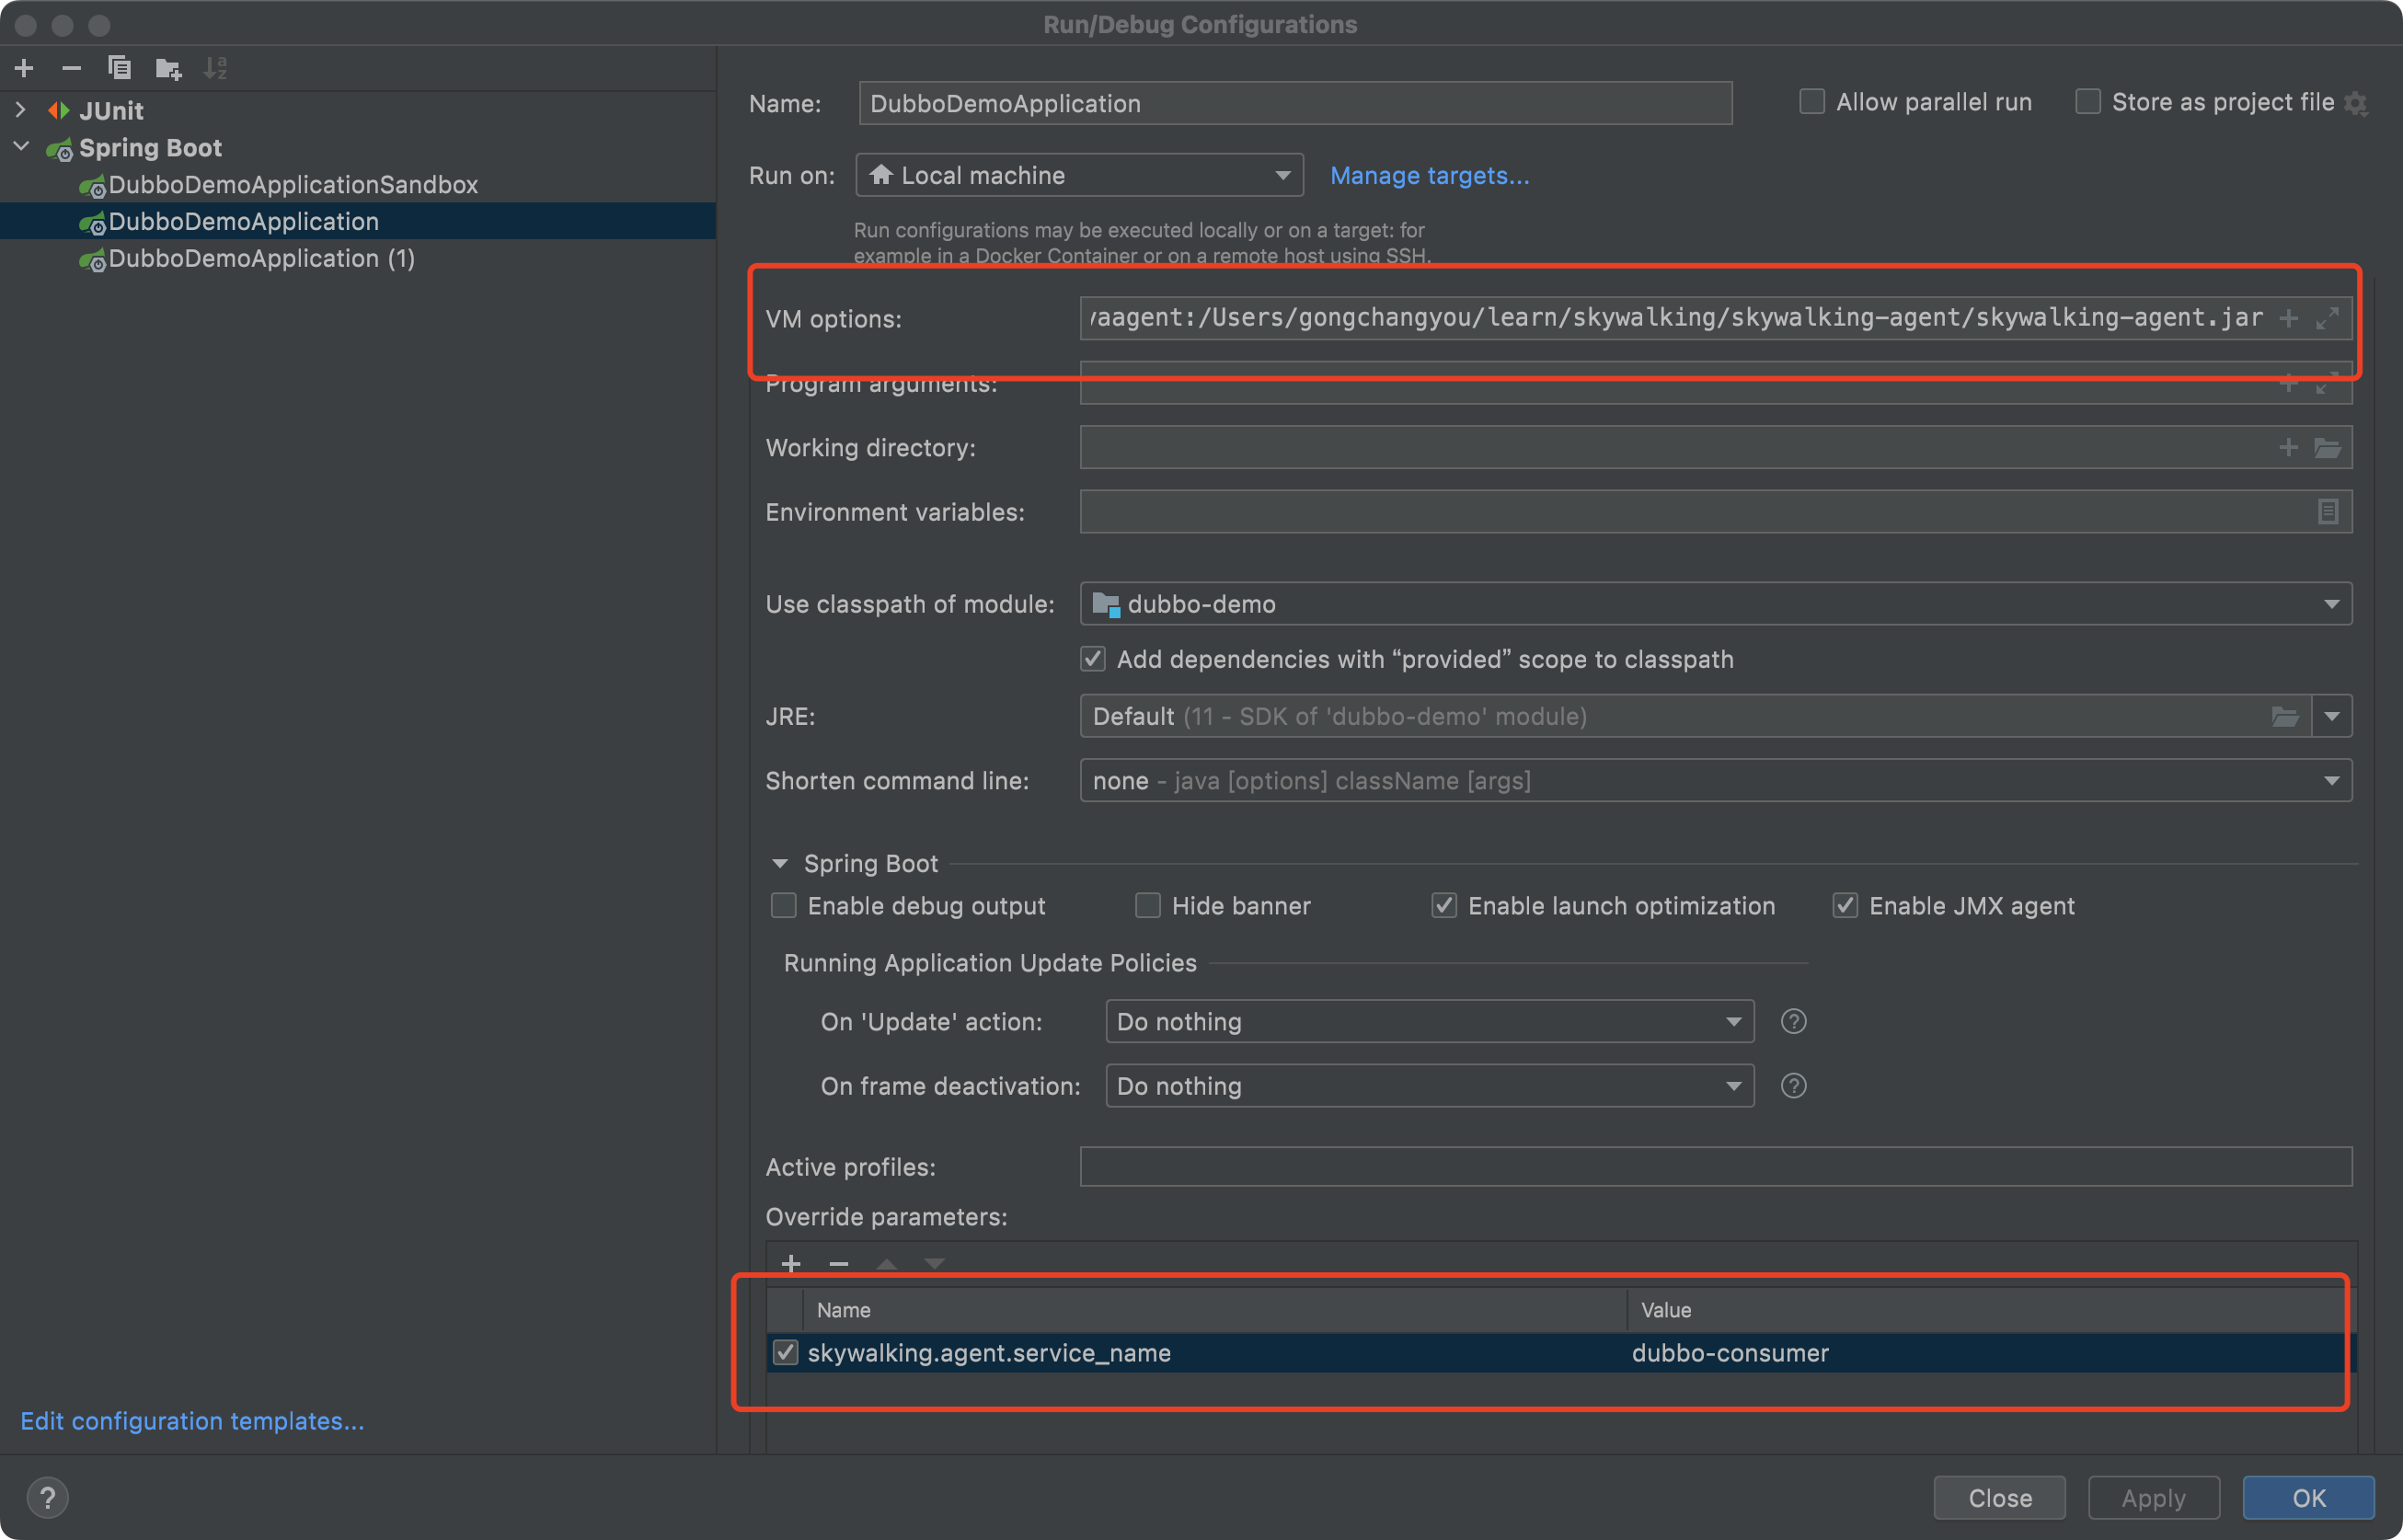 Run/Debug Configurations
JUnit
Spring Boot
DubboDemoApplicationSandbox
DubboDemoApplication
DubboDemoApplication (1)
Edit configuration templates...
Name: DubboDemoApplication
Allow parallel run
Store as project file
Run on: Local machine
Manage targets...
Run configurations may be executed locally or on a target: for
example in a Docker Container or on a remote host using SSH.
VM options: vaagent:/Users/gongchangyou/learn/skywalking/skywalking-agent/skywalking-agent.jar
Program arguments:
Working directory:
Environment variables:
Use classpath of module: dubbo-demo
Add dependencies with “provided” scope to classpath
JRE: Default (11 - SDK of 'dubbo-demo' module)
Shorten command line: none - java [options] className [args]
Spring Boot
Enable debug output
Hide banner
Enable launch optimization
Enable JMX agent
Running Application Update Policies
On 'Update' action: Do nothing ?
On frame deactivation: Do nothing ?
Active profiles:
Override parameters:
Name Value
skywalking.agent.service_name dubbo-consumer
? Close Apply OK